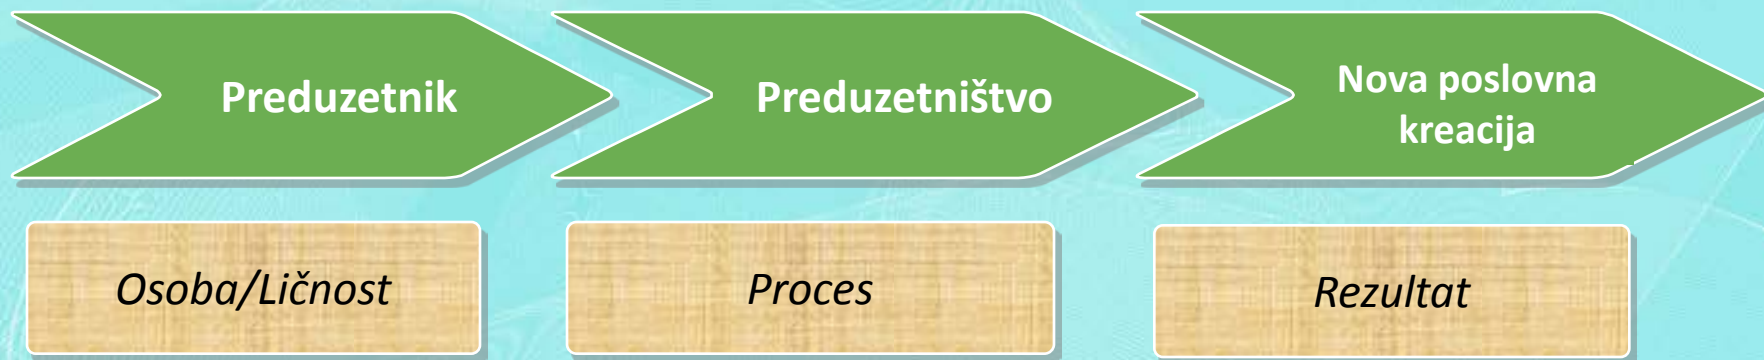 Preduzetnik
Preduzetništvo
Nova poslovna
kreacija
Osoba/Ličnost
Proces
Rezultat